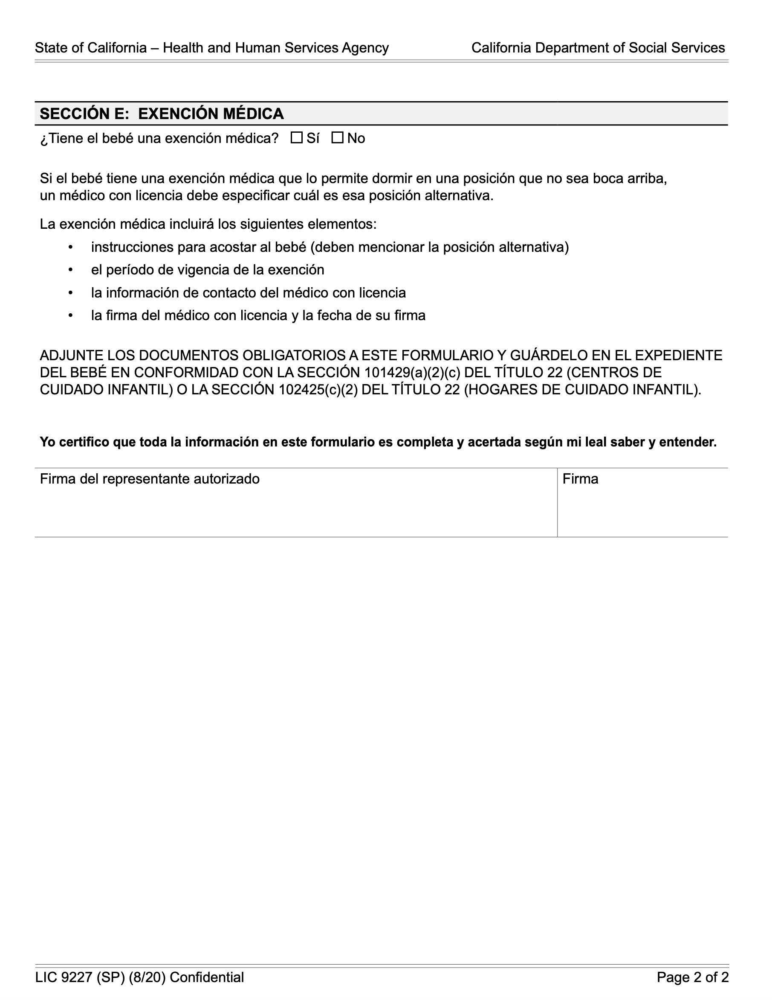 State of California – Health and Human Services Agency California Department of Social Services
SECCIÓN E: EXENCIÓN MÉDICA
¿Tiene el bebé una exención médica? ☐ Sí ☐ No
Si el bebé tiene una exención médica que lo permite dormir en una posición que no sea boca arriba,
un médico con licencia debe especificar cuál es esa posición alternativa.
La exención médica incluirá los siguientes elementos:
• instrucciones para acostar al bebé (deben mencionar la posición alternativa)
• el período de vigencia de la exención
• la información de contacto del médico con licencia
• la firma del médico con licencia y la fecha de su firma
ADJUNTE LOS DOCUMENTOS OBLIGATORIOS A ESTE FORMULARIO Y GUÁRDELO EN EL EXPEDIENTE
DEL BEBÉ EN CONFORMIDAD CON LA SECCIÓN 101429(a)(2)(c) DEL TÍTULO 22 (CENTROS DE
CUIDADO INFANTIL) O LA SECCIÓN 102425(c)(2) DEL TÍTULO 22 (HOGARES DE CUIDADO INFANTIL).
Yo certifico que toda la información en este formulario es completa y acertada según mi leal saber y entender.
Firma del representante autorizado Firma
LIC 9227 (SP) (8/20) Confidential Page 2 of 2